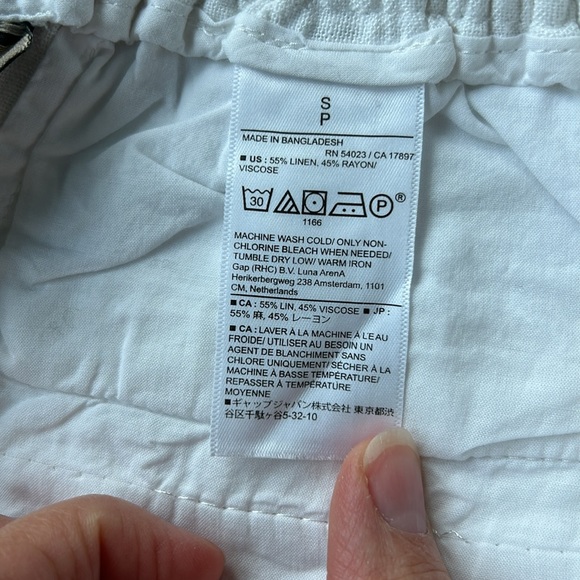 S
P
MADE IN BANGLADESH
RN 54023 / CA 17897
■ US : 55% LINEN, 45% RAYON/
VISCOSE
30 P ®
1166
MACHINE WASH COLD/ ONLY NON-
CHLORINE BLEACH WHEN NEEDED/
TUMBLE DRY LOW/ WARM IRON
Gap (RHC) B.V. Luna ArenA
Herikerbergweg 238 Amsterdam, 1101
CM, Netherlands
■ CA : 55% LIN, 45% VISCOSE ■ JP :
55% 麻, 45% レーヨン
■ CA : LAVER À LA MACHINE À L'EAU
FROIDE/ UTILISER AU BESOIN UN
AGENT DE BLANCHIMENT SANS
CHLORE UNIQUEMENT/ SÉCHER À LA
MACHINE À BASSE TEMPÉRATURE/
REPASSER À TEMPÉRATURE
MOYENNE
■ギャップジャパン株式会社 東京都渋
谷区千駄ヶ谷5-32-10